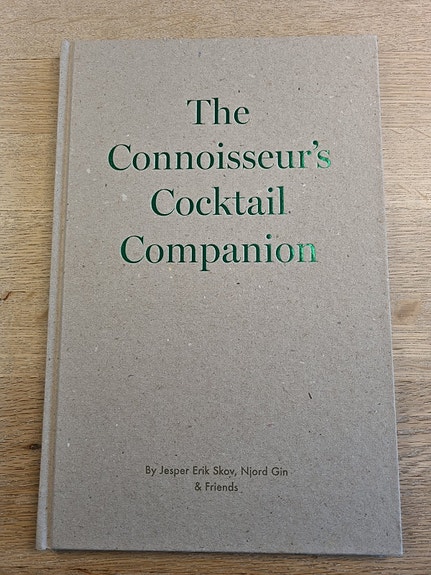 The
Connoisseur's
Cocktail
Companion
By Jesper Erik Skov, Njord Gin
& Friends